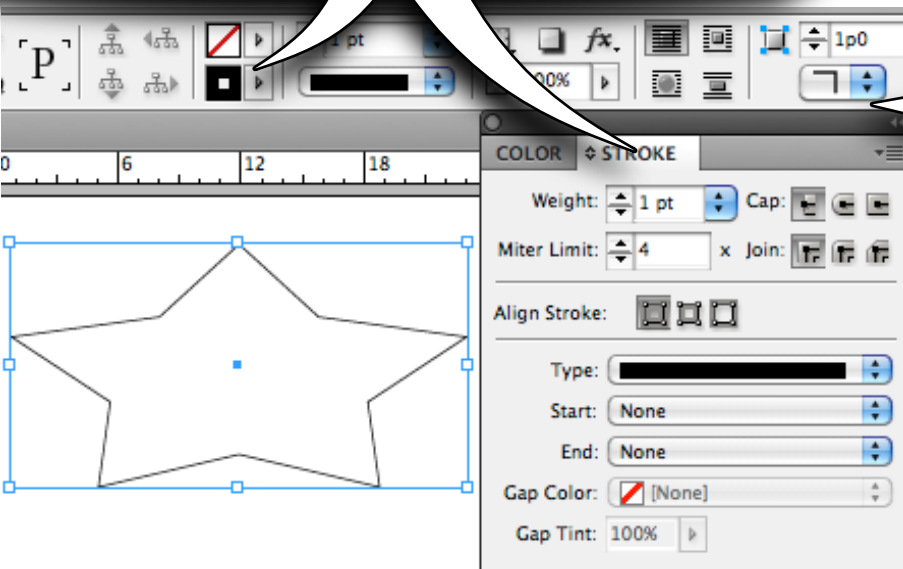 P
pt
fx.
1p0
00%
COLOR STROKE
0 6 12 18
Weight: 1 pt Cap:
Miter Limit: 4 x Join:
Align Stroke:
Type:
Start: None
End: None
Gap Color: [None]
Gap Tint: 100%